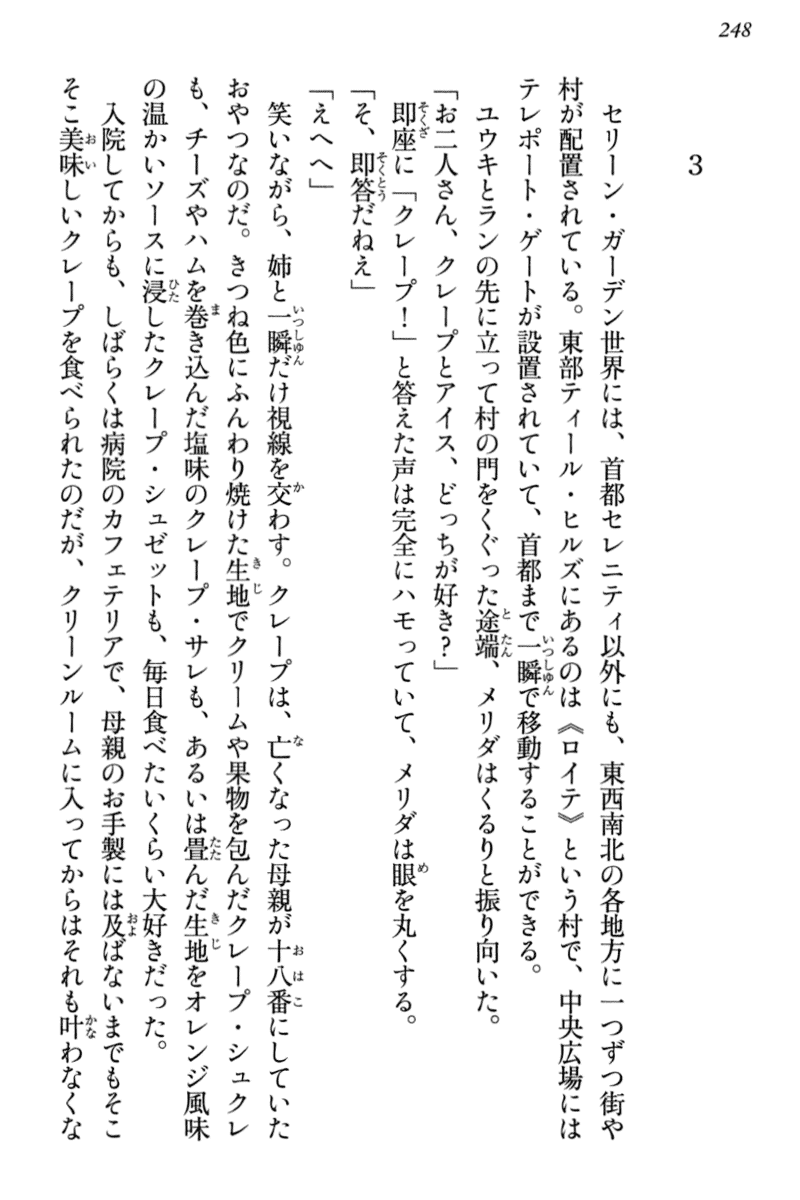 248
3
セリーン・ガーデン世界には、首都セレニティ以外にも、東西南北の各地方に一つずつ街や
村が配置されている。東部ティール・ヒルズにあるのは《ロイテ》という村で、中央広場には
テレポート・ゲートが設置されていて、首都まで一瞬で移動することができる。
ユウキとランの先に立って村の門をくぐった途端、メリダはくるりと振り向いた。
「お二人さん、クレープとアイス、どっちが好き?」
即座に「クレープ!」と答えた声は完全にハモっていて、メリダは眼を丸くする。
「そ、即答だねえ」
「えへへ」
笑いながら、姉と一瞬だけ視線を交わす。クレープは、亡くなった母親が十八番にしていた
おやつなのだ。きつね色にふんわり焼けた生地でクリームや果物を包んだクレープ・シュクレ
も、チーズやハムを巻き込んだ塩味のクレープ・サレも、あるいは畳んだ生地をオレンジ風味
の温かいソースに浸したクレープ・シュゼットも、毎日食べたいくらい大好きだった。
入院してからも、しばらくは病院のカフェテリアで、母親のお手製には及ばないまでもそこ
そこ美味しいクレープを食べられたのだが、クリーンルームに入ってからはそれも叶わなくな